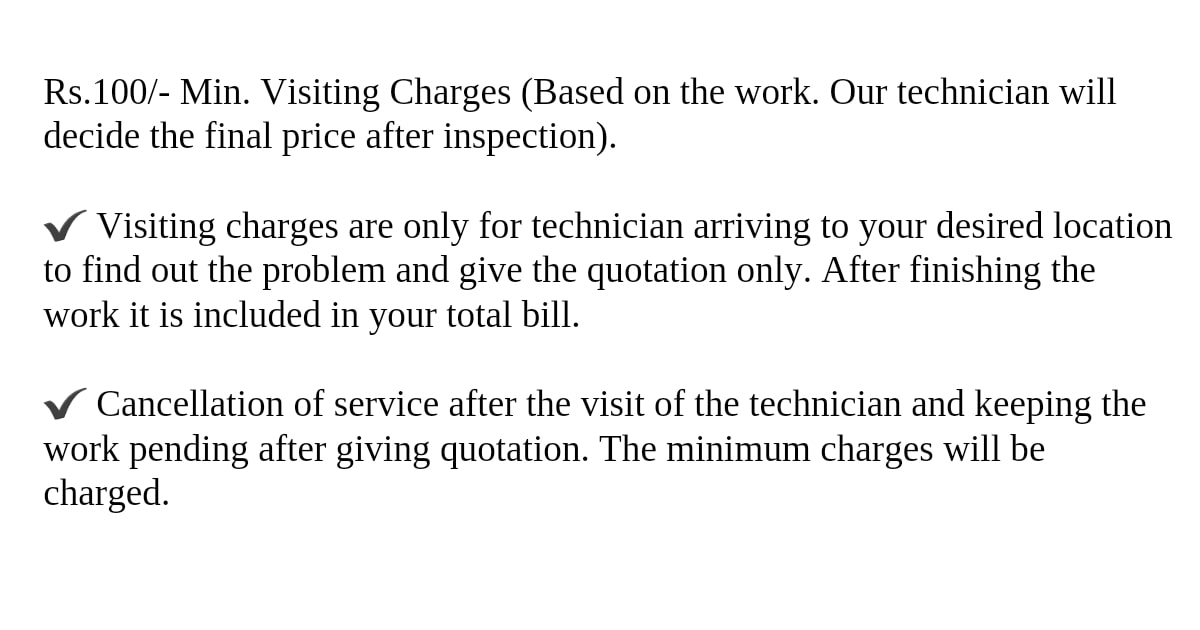 Rs.100/- Min. Visiting Charges (Based on the work. Our technician will
decide the final price after inspection).
✔ Visiting charges are only for technician arriving to your desired location
to find out the problem and give the quotation only. After finishing the
work it is included in your total bill.
✔ Cancellation of service after the visit of the technician and keeping the
work pending after giving quotation. The minimum charges will be
charged.